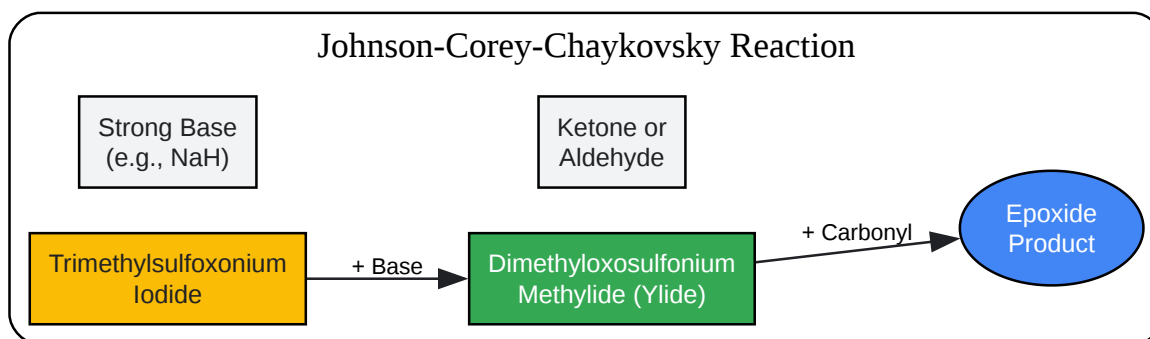 Johnson-Corey-Chaykovsky Reaction
Strong Base
(e.g., NaH)
Ketone or
Aldehyde
Trimethylsulfoxonium
Iodide
+ Base
Dimethyloxosulfonium
Methylide (Ylide)
+ Carbonyl
Epoxide
Product